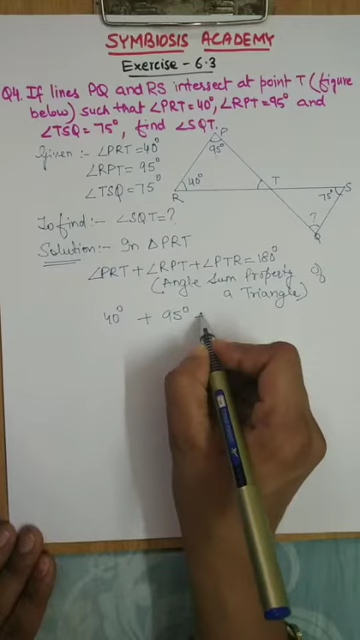 SYMBIOSIS ACADEMY
Exercise - 6.3
Q4. If lines PQ and RS intersect at point T (figure
below) such that ∠PRT = 40°, ∠RPT = 95° and
∠TSQ = 75°, find ∠SQT.
Given :- ∠PRT = 40°
∠RPT = 95°
∠TSQ = 75°
P
95°
40°
R
T
75°
S
?
Q
To find :- ∠SQT = ?
Solution :- In △PRT
∠PRT + ∠RPT + ∠PTR = 180°
(Angle Sum Property of
a Triangle)
40° + 95°